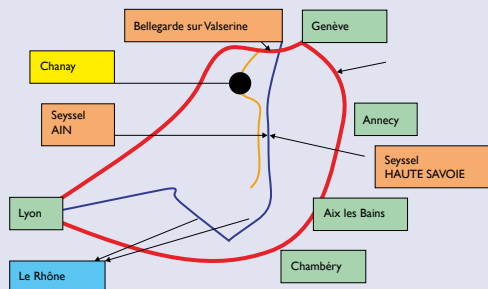 Bellegarde sur Valserine
Genève
Chanay
Seyssel
AIN
Annecy
Seyssel
HAUTE SAVOIE
Lyon
Aix les Bains
Chambéry
Le Rhône